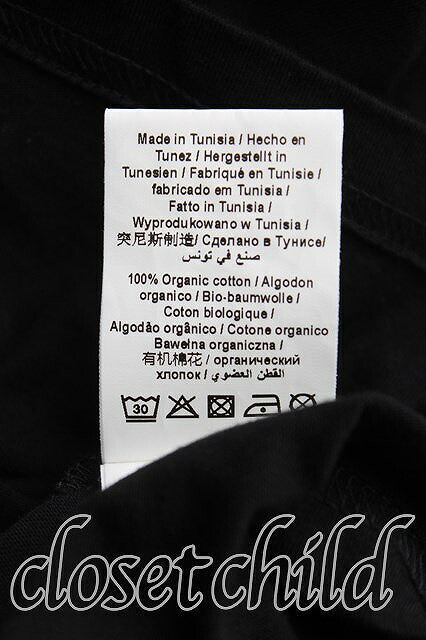 Made in Tunisia / Hecho en
Tunez / Hergestellt in
Tunesien / Fabriqué en Tunisie /
fabricado em Tunisia /
Fatto in Tunisia /
Wyprodukowano w Tunisia /
突尼斯制造/ Сделано в Тунисе/
صنع في تونس
100% Organic cotton / Algodon
organico / Bio-baumwolle /
Coton biologique /
Algodão orgânico / Cotone organico
Bawełna organiczna /
有机棉花 / органический
хлопок / القطن العضوي
30
closet child